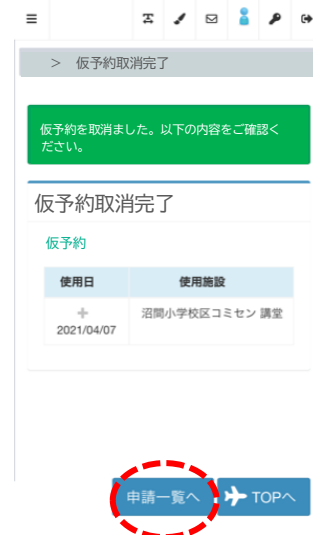 > 仮予約取消完了
仮予約を取消ました。以下の内容をご確認く
ださい。
仮予約取消完了
仮予約
使用日 使用施設
2021/04/07 沼間小学校区コミセン 講堂
申請一覧へ TOPへ